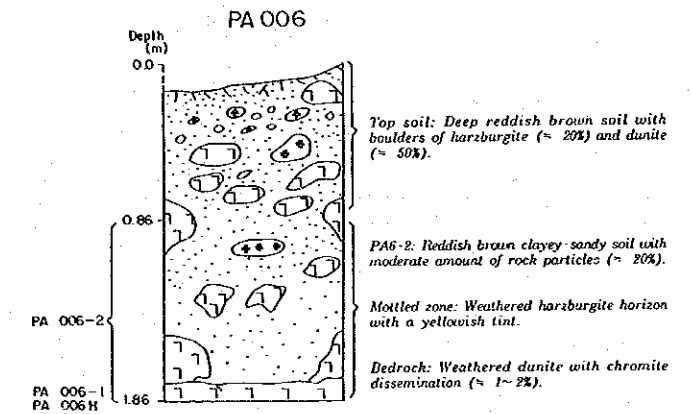 PA 006
Depth
(m)
0.0
Top soil: Deep reddish brown soil with
boulders of harzburgite (≈ 20%) and dunite
(≈ 50%).
0.86
PA6-2: Reddish brown clayey-sandy soil with
moderate amount of rock particles (≈ 20%).
Mottled zone: Weathered harzburgite horizon
with a yellowish tint.
PA 006-2
Bedrock: Weathered dunite with chromite
dissemination (≈ 1~2%).
PA 006-1
PA 006X
1.86